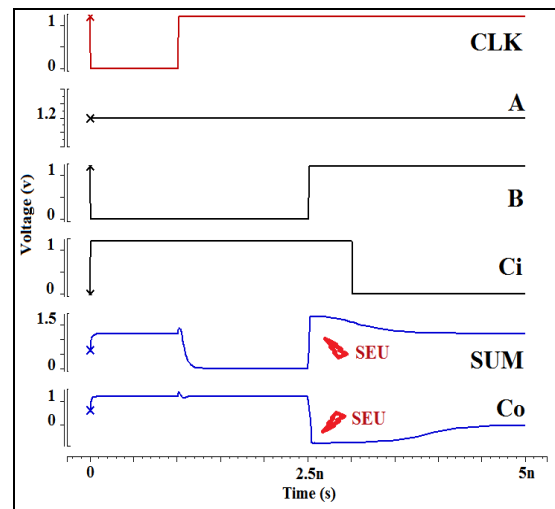 1
0
CLK
1.2
A
1
0
B
1
0
Ci
1.5
0
SEU
SUM
1
0
SEU
Co
Voltage (v)
0
2.5n
5n
Time (s)